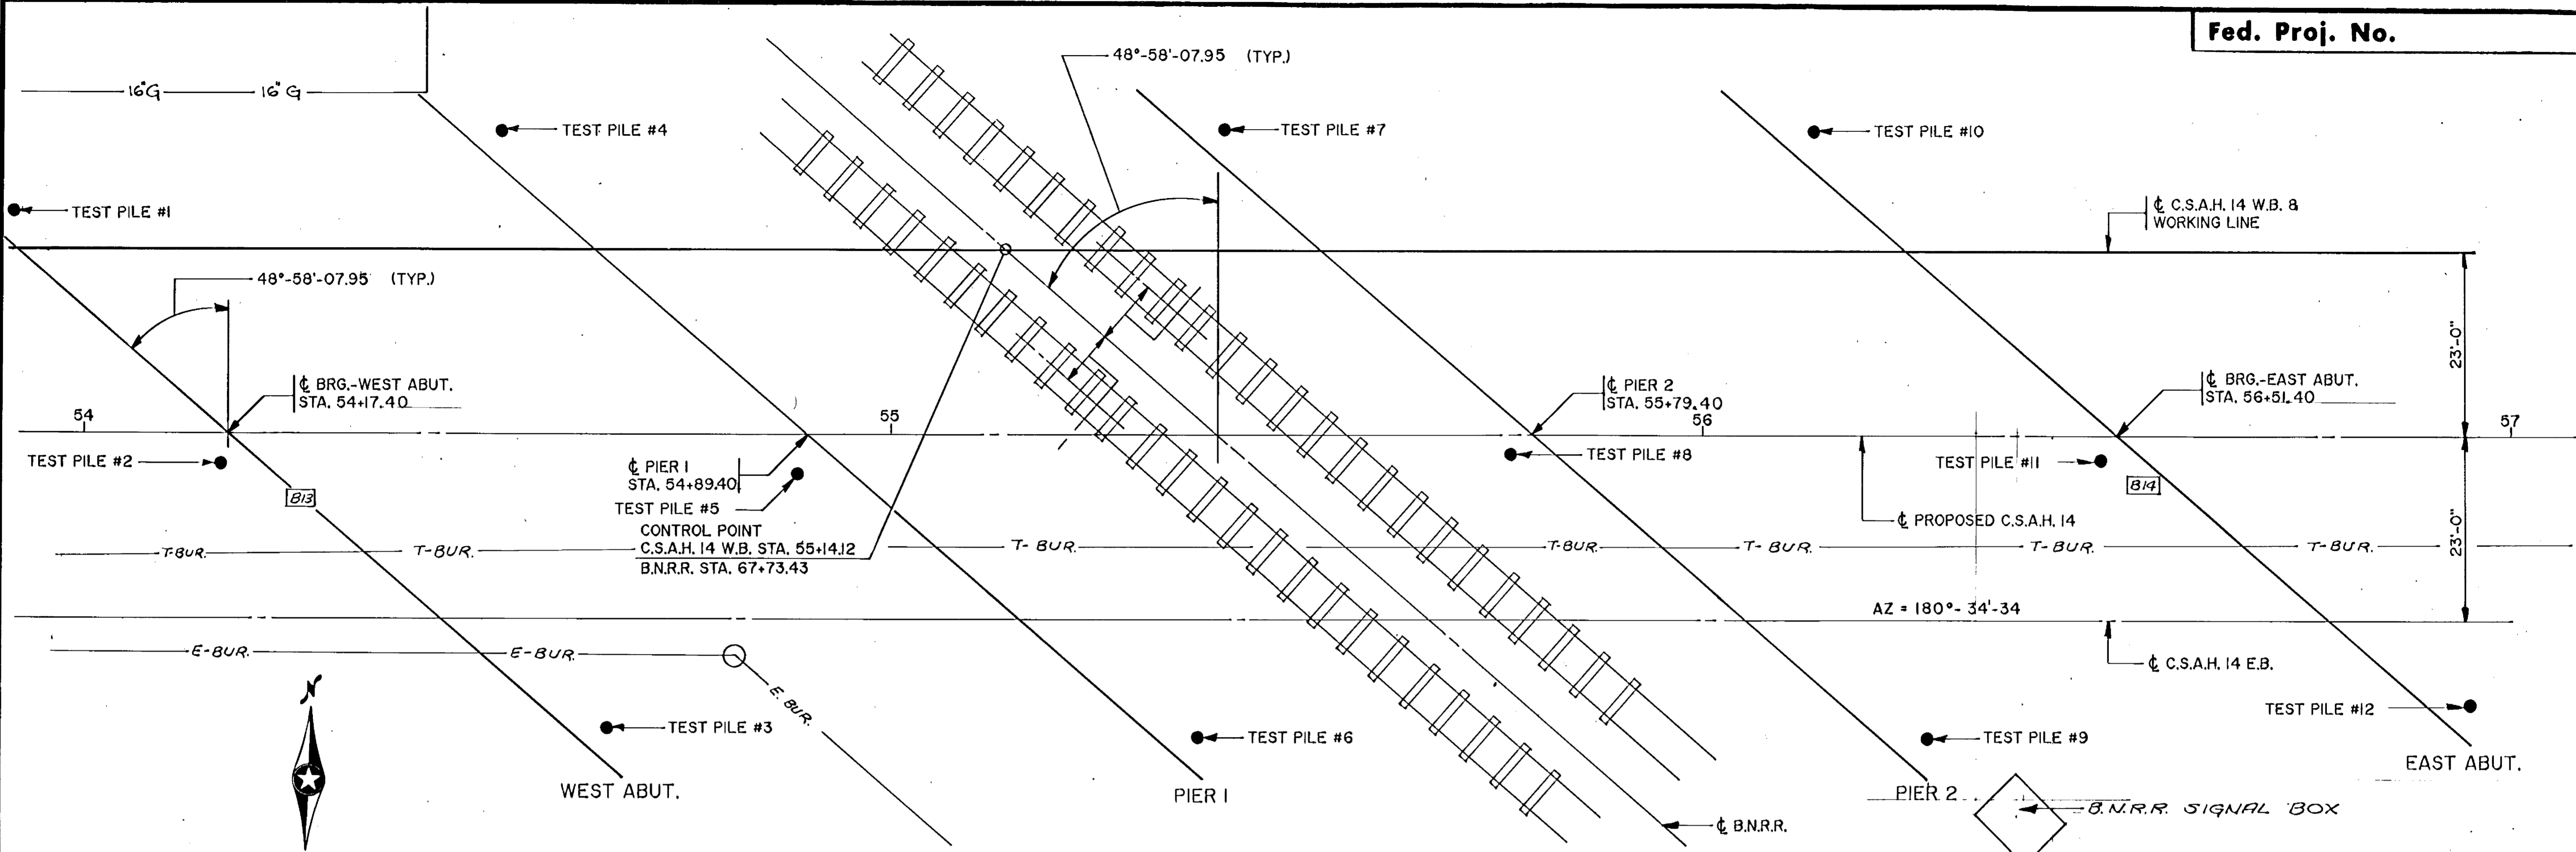 Fed. Proj. No.
48°-58'-07.95 (TYP.)
16"G 16"G
TEST PILE #4
TEST PILE #7
TEST PILE #10
TEST PILE #1
℄ C.S.A.H. 14 W.B. &
WORKING LINE
48°-58'-07.95 (TYP.)
23'-0"
℄ BRG.-WEST ABUT.
STA. 54+17.40
℄ PIER 2
STA. 55+79.40
℄ BRG.-EAST ABUT.
STA. 56+51.40
54
55
56
57
TEST PILE #2
℄ PIER 1
STA. 54+89.40
TEST PILE #8
TEST PILE #11
B13
B14
TEST PILE #5
℄ PROPOSED C.S.A.H. 14
CONTROL POINT
C.S.A.H. 14 W.B. STA. 55+14.12
B.N.R.R. STA. 67+73.43
T-BUR. T-BUR. T-BUR. T-BUR. T-BUR. T-BUR. T-BUR.
23'-0"
AZ = 180°-34'-34
E-BUR. E-BUR.
E. BUR.
℄ C.S.A.H. 14 E.B.
N
TEST PILE #3
TEST PILE #6
TEST PILE #9
TEST PILE #12
EAST ABUT.
WEST ABUT.
PIER 1
PIER 2
B.N.R.R. SIGNAL BOX
℄ B.N.R.R.